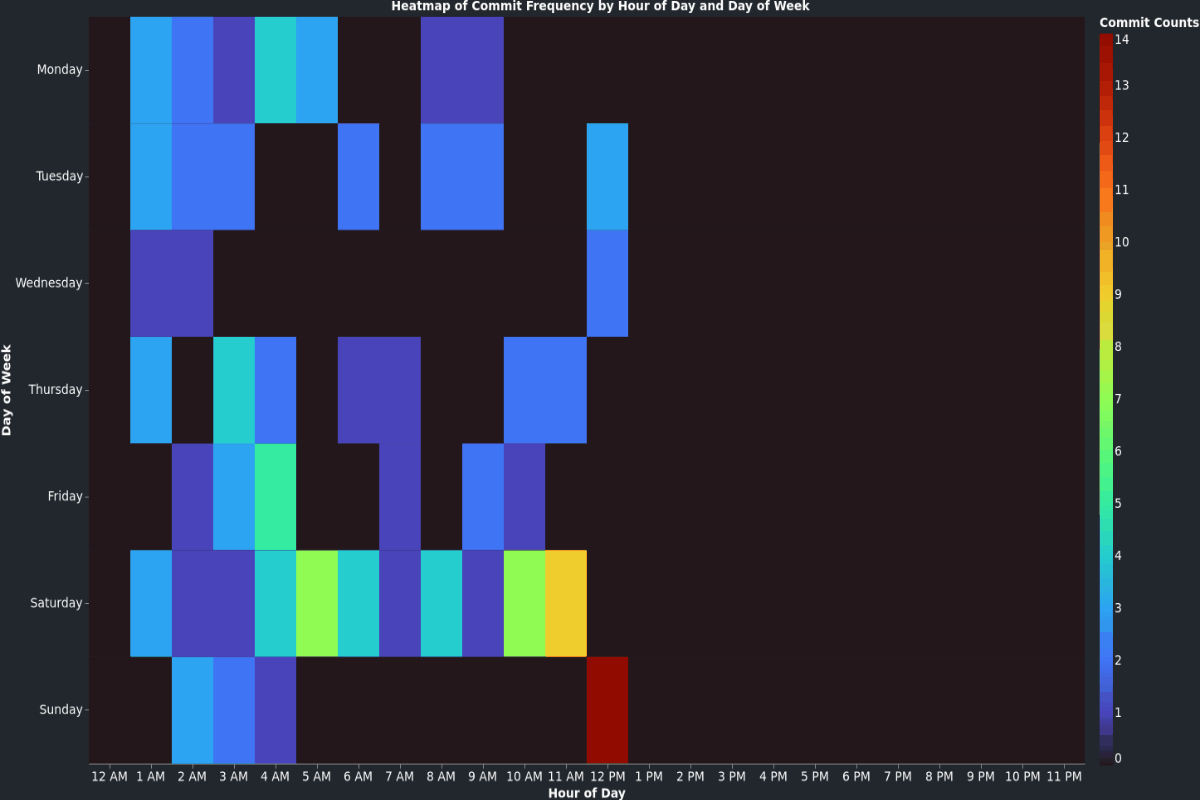 Heatmap of Commit Frequency by Hour of Day and Day of Week
Commit Counts
14
13
12
11
10
9
8
7
6
5
4
3
2
1
0
Day of Week
Monday
Tuesday
Wednesday
Thursday
Friday
Saturday
Sunday
12 AM 1 AM 2 AM 3 AM 4 AM 5 AM 6 AM 7 AM 8 AM 9 AM 10 AM 11 AM 12 PM 1 PM 2 PM 3 PM 4 PM 5 PM 6 PM 7 PM 8 PM 9 PM 10 PM 11 PM
Hour of Day